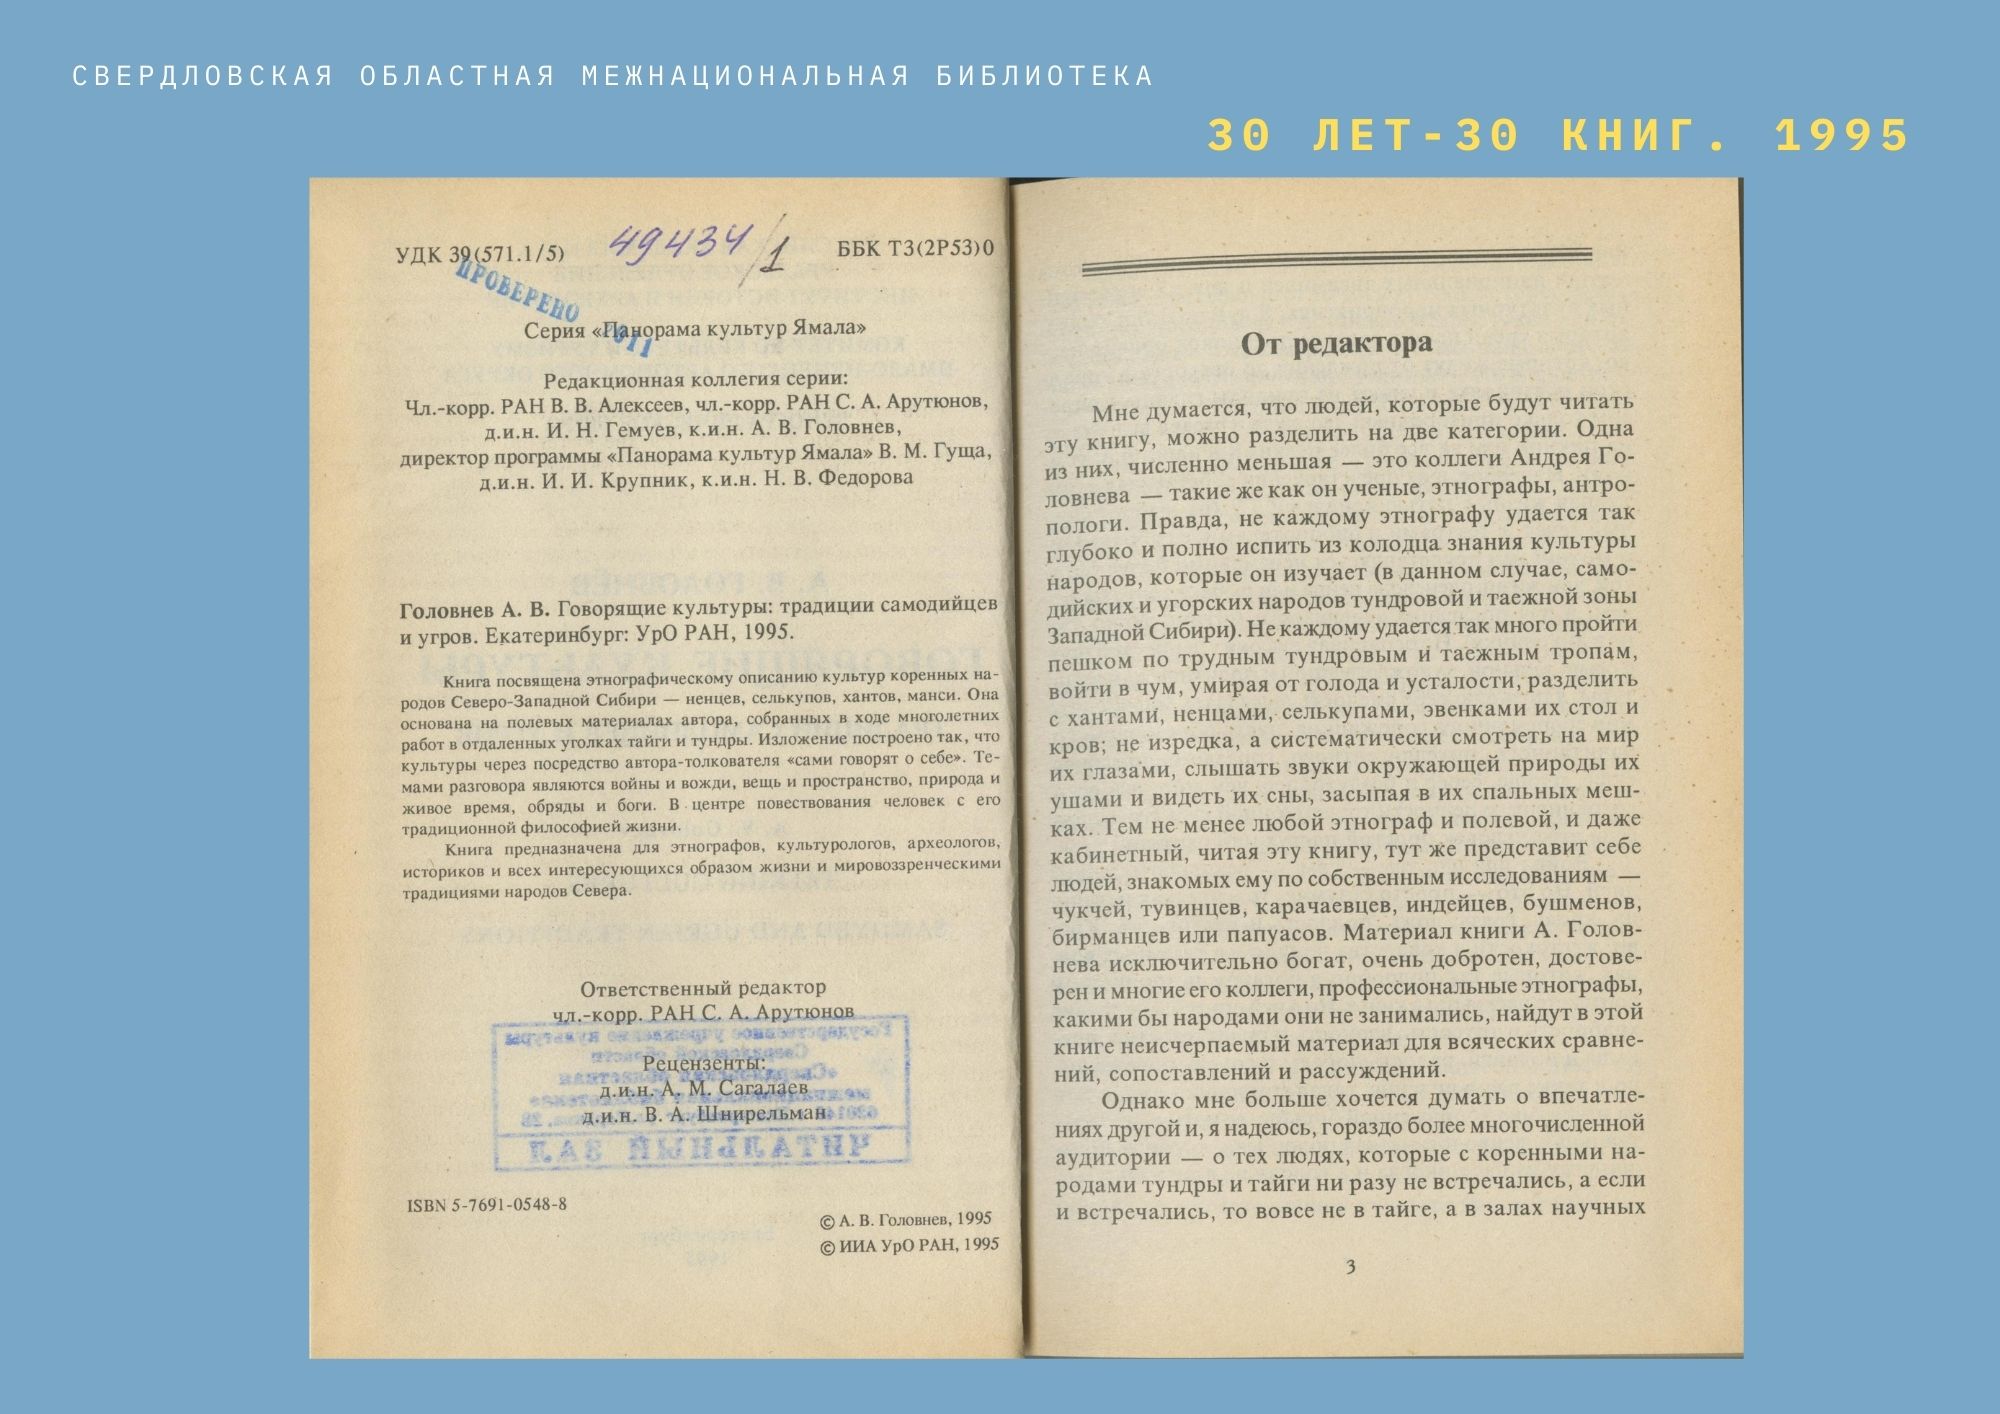 СВЕРДЛОВСКАЯ ОБЛАСТНАЯ МЕЖНАЦИОНАЛЬНАЯ БИБЛИОТЕКА
30 ЛЕТ-30 КНИГ. 1995
УДК 39(571.1/5)
49434/1
ББК Т3(2Р53)0
ПРОВЕРЕНО 2011
Серия «Панорама культур Ямала»
Редакционная коллегия серии:
Чл.-корр. РАН В. В. Алексеев, чл.-корр. РАН С. А. Арутюнов,
д.и.н. И. Н. Гемуев, к.и.н. А. В. Головнев,
директор программы «Панорама культур Ямала» В. М. Гуща,
д.и.н. И. И. Крупник, к.и.н. Н. В. Федорова
Головнев А. В. Говорящие культуры: традиции самодийцев
и угров. Екатеринбург: УрО РАН, 1995.
Книга посвящена этнографическому описанию культур коренных на-
родов Северо-Западной Сибири — ненцев, селькупов, хантов, манси. Она
основана на полевых материалах автора, собранных в ходе многолетних
работ в отдаленных уголках тайги и тундры. Изложение построено так, что
культуры через посредство автора-толкователя «сами говорят о себе». Те-
мами разговора являются войны и вожди, вещь и пространство, природа и
живое время, обряды и боги. В центре повествования человек с его
традиционной философией жизни.
Книга предназначена для этнографов, культурологов, археологов,
историков и всех интересующихся образом жизни и мировоззренческими
традициями народов Севера.
Ответственный редактор
чл.-корр. РАН С. А. Арутюнов
Рецензенты:
д.и.н. А. М. Сагалаев
д.и.н. В. А. Шнирельман
ЧИТАЛЬНЫЙ ЗАЛ
ISBN 5-7691-0548-8
© А. В. Головнев, 1995
© ИИА УрО РАН, 1995
От редактора
Мне думается, что людей, которые будут читать
эту книгу, можно разделить на две категории. Одна
из них, численно меньшая — это коллеги Андрея Го-
ловнева — такие же как он ученые, этнографы, антро-
пологи. Правда, не каждому этнографу удается так
глубоко и полно испить из колодца знания культуры
народов, которые он изучает (в данном случае, само-
дийских и угорских народов тундровой и таежной зоны
Западной Сибири). Не каждому удается так много пройти
пешком по трудным тундровым и таежным тропам,
войти в чум, умирая от голода и усталости, разделить
с хантами, ненцами, селькупами, эвенками их стол и
кров; не изредка, а систематически смотреть на мир
их глазами, слышать звуки окружающей природы их
ушами и видеть их сны, засыпая в их спальных меш-
ках. Тем не менее любой этнограф и полевой, и даже
кабинетный, читая эту книгу, тут же представит себе
людей, знакомых ему по собственным исследованиям —
чукчей, тувинцев, карачаевцев, индейцев, бушменов,
бирманцев или папуасов. Материал книги А. Голов-
нева исключительно богат, очень добротен, достове-
рен и многие его коллеги, профессиональные этнографы,
какими бы народами они не занимались, найдут в этой
книге неисчерпаемый материал для всяческих сравне-
ний, сопоставлений и рассуждений.
Однако мне больше хочется думать о впечатле-
ниях другой и, я надеюсь, гораздо более многочисленной
аудитории — о тех людях, которые с коренными на-
родами тундры и тайги ни разу не встречались, а если
и встречались, то вовсе не в тайге, а в залах научных
3